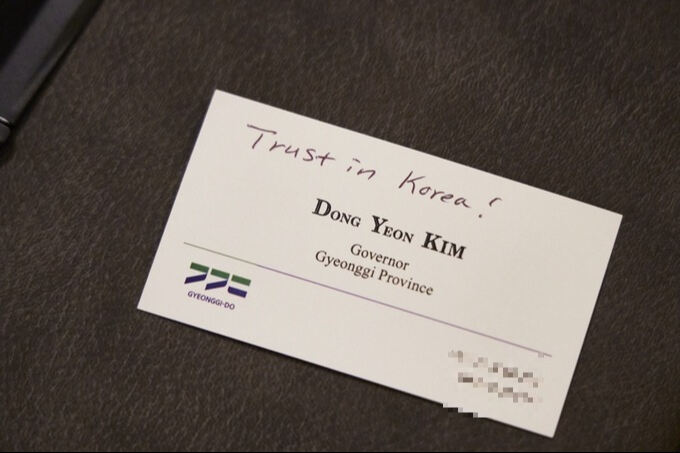 Trust in Korea!
DONG YEON KIM
Governor
Gyeonggi Province
GYEONGGI-DO